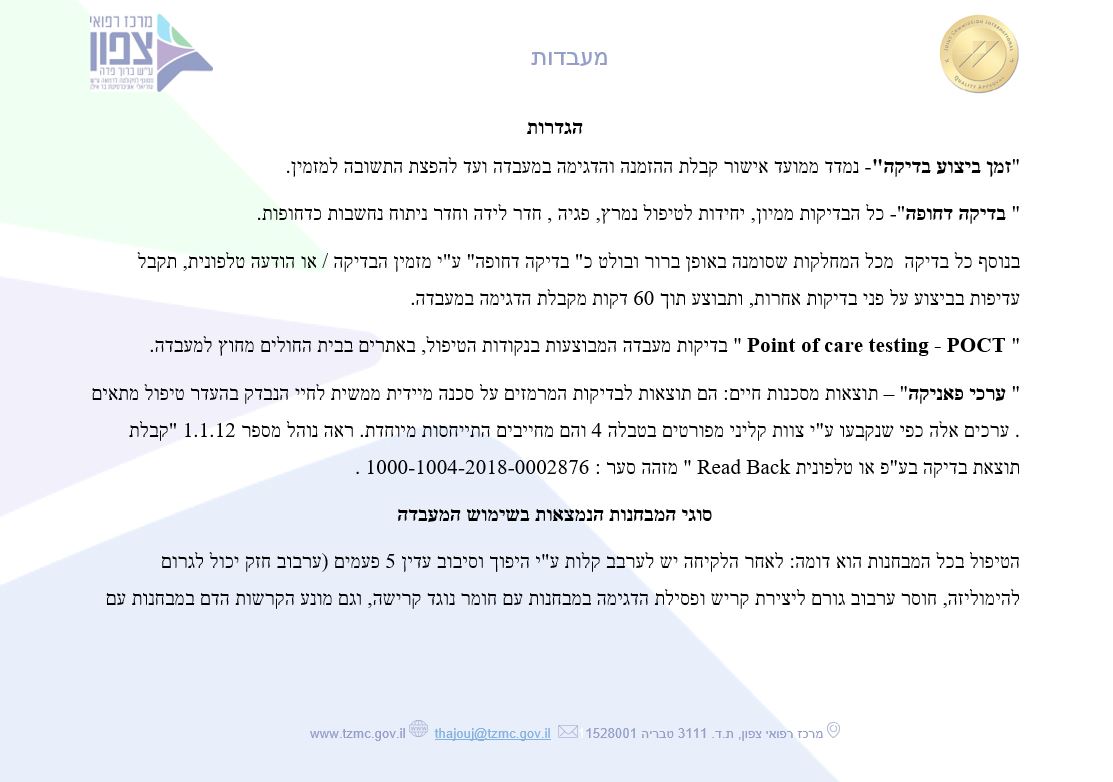 מרכז רפואי
צפון
ע"ש ברוך פדה
מעבדות
JOINT COMMISSION INTERNATIONAL
QUALITY APPROVAL
הגדרות
"זמן ביצוע בדיקה"- נמדד ממועד אישור קבלת ההזמנה והדגימה במעבדה ועד להפצת התשובה למזמין.
" בדיקה דחופה"- כל הבדיקות ממיון, יחידות לטיפול נמרץ, פגיה , חדר לידה וחדר ניתוח נחשבות כדחופות.
בנוסף כל בדיקה מכל המחלקות שסומנה באופן ברור ובולט כ" בדיקה דחופה" ע"י מזמין הבדיקה / או הודעה טלפונית, תקבל
עדיפות בביצוע על פני בדיקות אחרות, ותבוצע תוך 60 דקות מקבלת הדגימה במעבדה.
" Point of care testing - POCT " בדיקות מעבדה המבוצעות בנקודות הטיפול, באתרים בבית החולים מחוץ למעבדה.
" ערכי פאניקה" – תוצאות מסכנות חיים: הם תוצאות לבדיקות המרמזים על סכנה מיידית ממשית לחיי הנבדק בהעדר טיפול מתאים
. ערכים אלה כפי שנקבעו ע"י צוות קליני מפורטים בטבלה 4 והם מחייבים התייחסות מיוחדת. ראה נוהל מספר 1.1.12 "קבלת
תוצאת בדיקה בע"פ או טלפונית Read Back " מזהה סער : 1000-1004-2018-0002876 .
סוגי המבחנות הנמצאות בשימוש המעבדה
הטיפול בכל המבחנות הוא דומה: לאחר הלקיחה יש לערבב קלות ע"י היפוך וסיבוב עדין 5 פעמים (ערבוב חזק יכול לגרום
להימוליזה, חוסר ערבוב גורם ליצירת קריש ופסילת הדגימה במבחנות עם חומר נוגד קרישה, וגם מונע הקרשות הדם במבחנות עם
מרכז רפואי צפון, ת.ד. 3111 טבריה 1528001 thajouj@tzmc.gov.il www.tzmc.gov.il